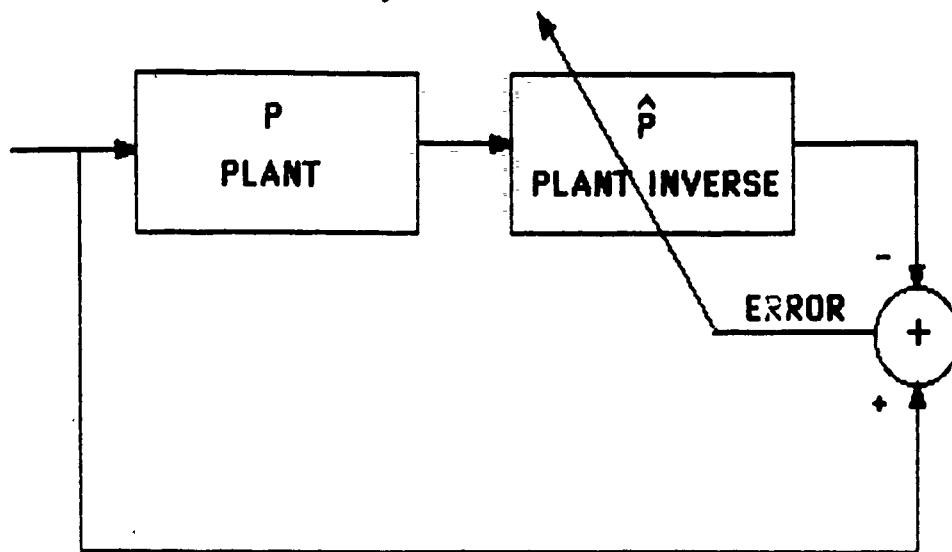 P
PLANT
P̂
PLANT INVERSE
-
ERROR
+
+